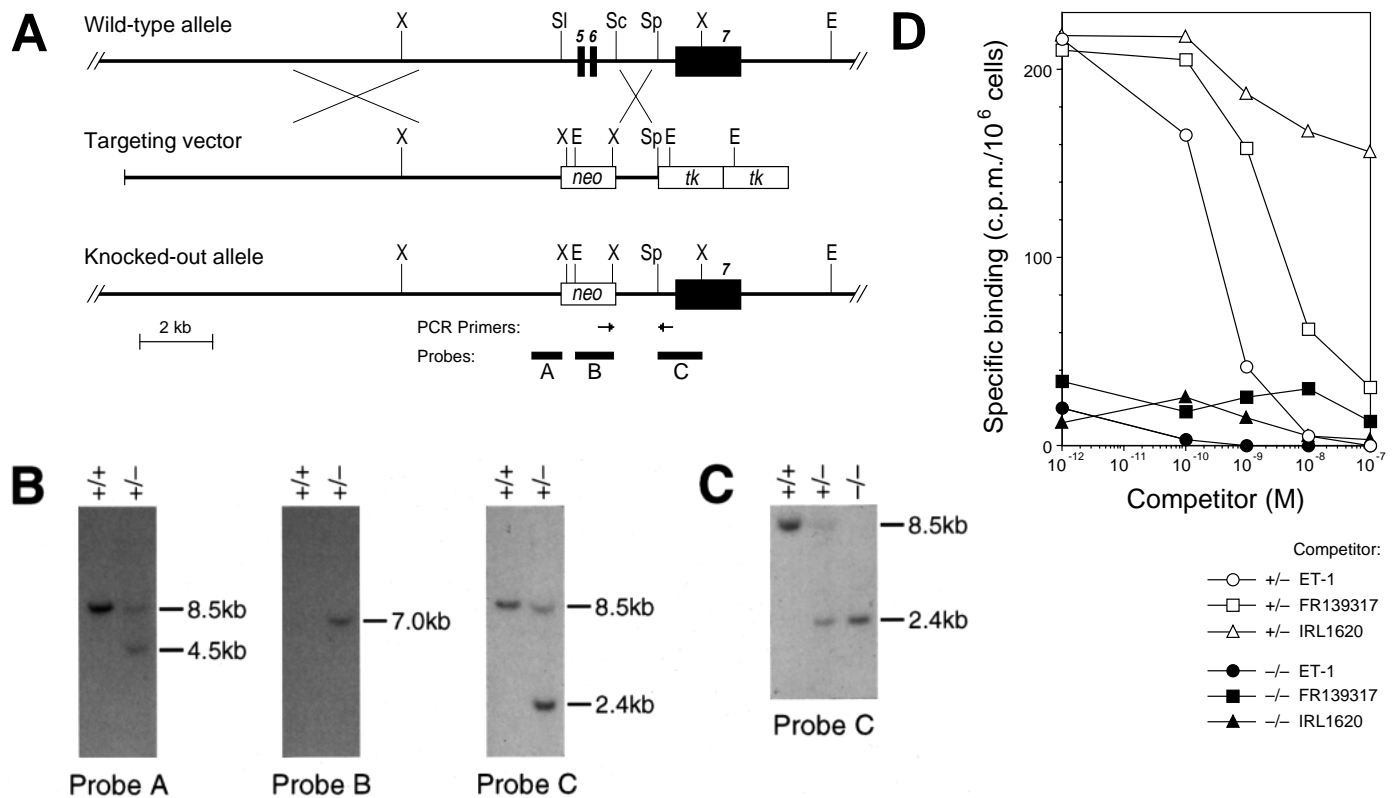 A
Wild-type allele
X Sl 5 6 Sc Sp X 7 E
Targeting vector
X X E X Sp E E
neo tk tk
Knocked-out allele
X X E X Sp X 7 E
neo
2 kb
PCR Primers:
Probes:
A B C
B
+/+ +/–
8.5kb
4.5kb
Probe A
+/+ +/–
7.0kb
Probe B
+/+ +/–
8.5kb
2.4kb
Probe C
C
+/+ +/– –/–
8.5kb
2.4kb
Probe C
D
Specific binding (c.p.m./10^6 cells)
200
100
0
10^-12 10^-11 10^-10 10^-9 10^-8 10^-7
Competitor (M)
Competitor:
+/– ET-1
+/– FR139317
+/– IRL1620
–/– ET-1
–/– FR139317
–/– IRL1620